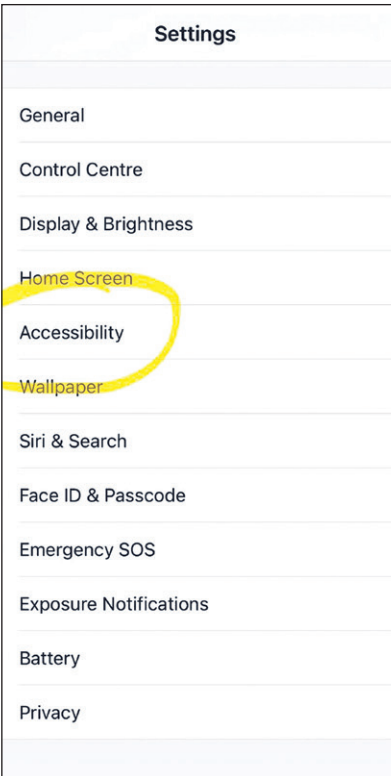 Settings
General
Control Centre
Display & Brightness
Home Screen
Accessibility
Wallpaper
Siri & Search
Face ID & Passcode
Emergency SOS
Exposure Notifications
Battery
Privacy